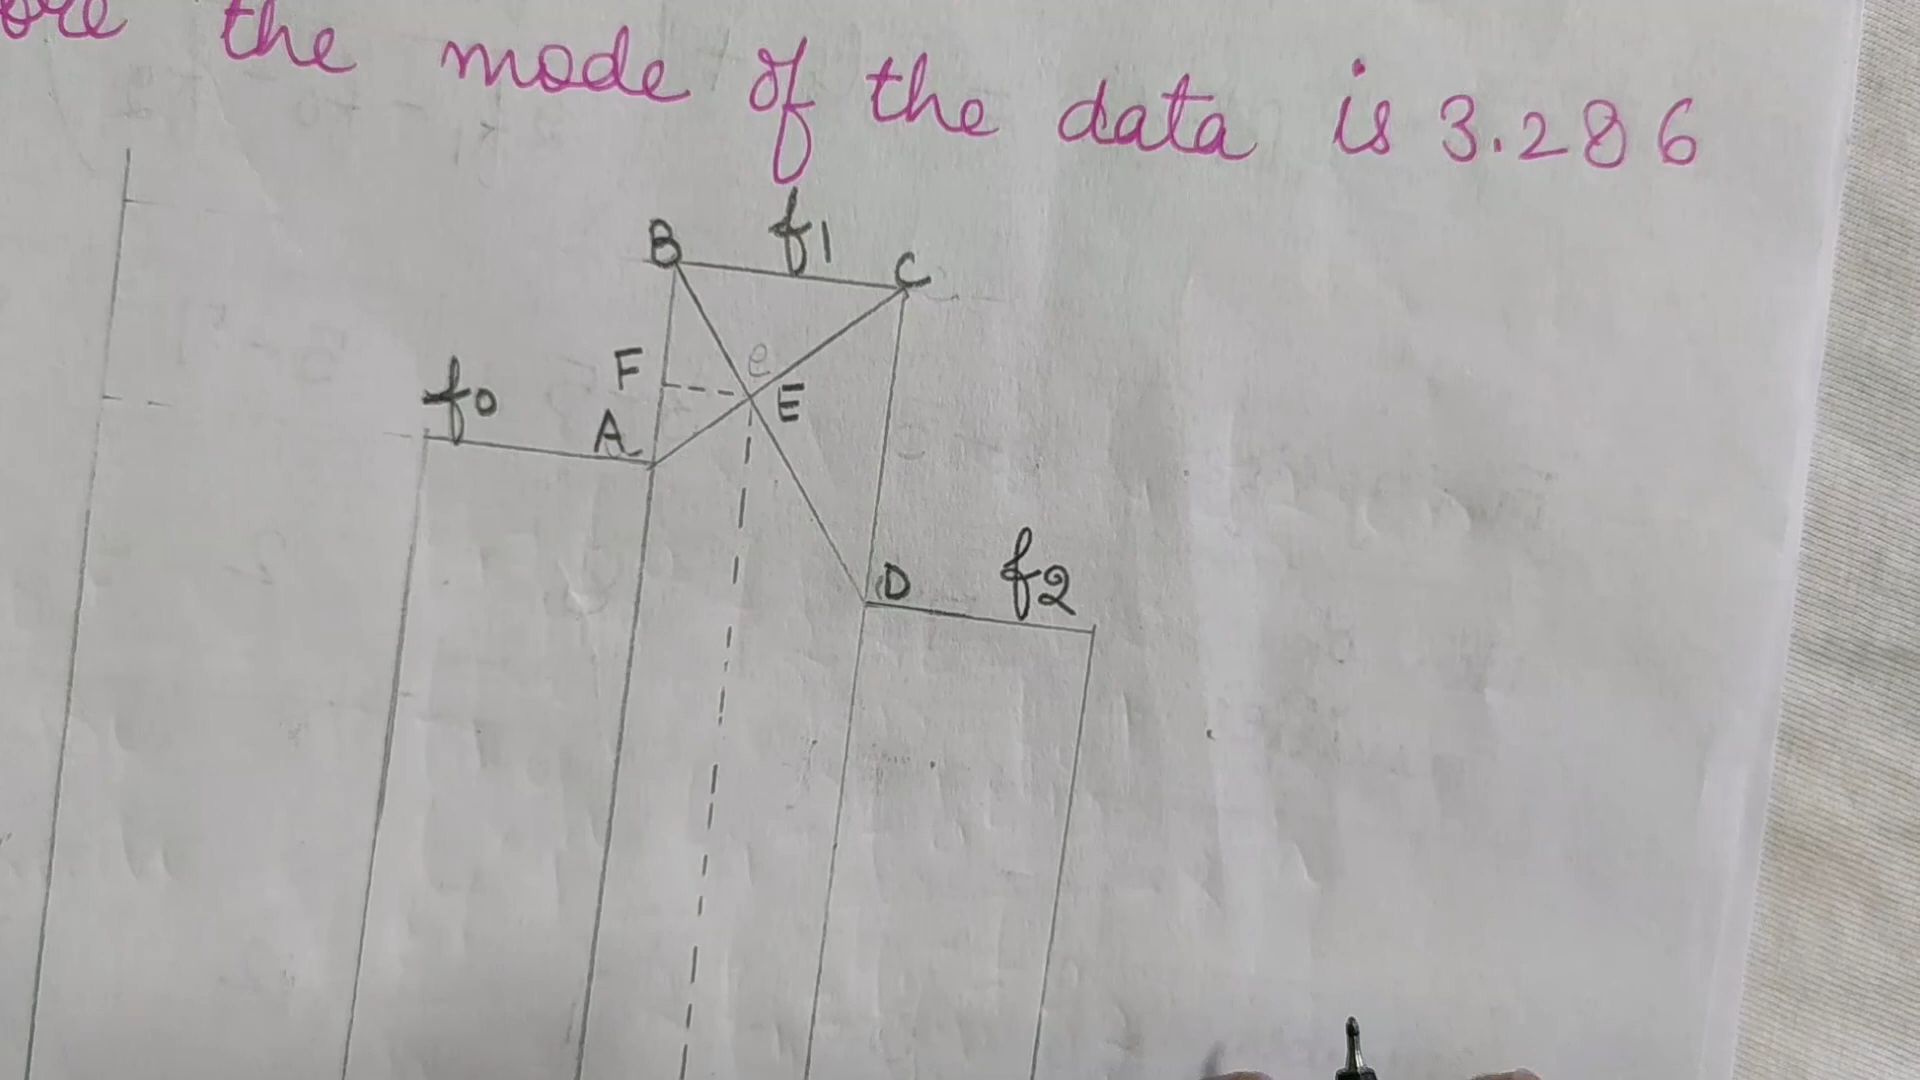 the mode of the data is 3.286
B f1 C
F e E
f0 A
D f2